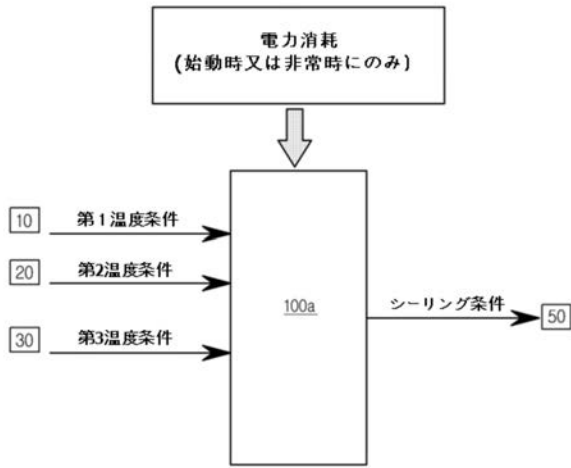 電力消耗
(始動時又は非常時にのみ)
10
第1温度条件
20
第2温度条件
30
第3温度条件
100a
シーリング条件
50